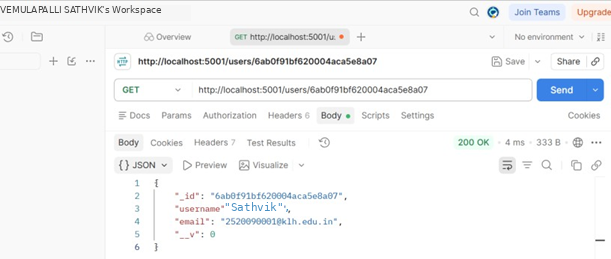 VEMULAPALLI SATHVIK's Workspace
Join Teams Upgrade
Overview GET http://localhost:5001/u No environment
http://localhost:5001/users/6ab0f91bf620004aca5e8a07 Save Share
GET http://localhost:5001/users/6ab0f91bf620004aca5e8a07 Send
Docs Params Authorization Headers 6 Body Scripts Settings Cookies
Body Cookies Headers 7 Test Results 200 OK · 4 ms · 333 B
{} JSON Preview Visualize
1 {
2 "_id": "6ab0f91bf620004aca5e8a07",
3 "username" "Sathvik",
4 "email": "2520090001@klh.edu.in",
5 "__v": 0
6 }